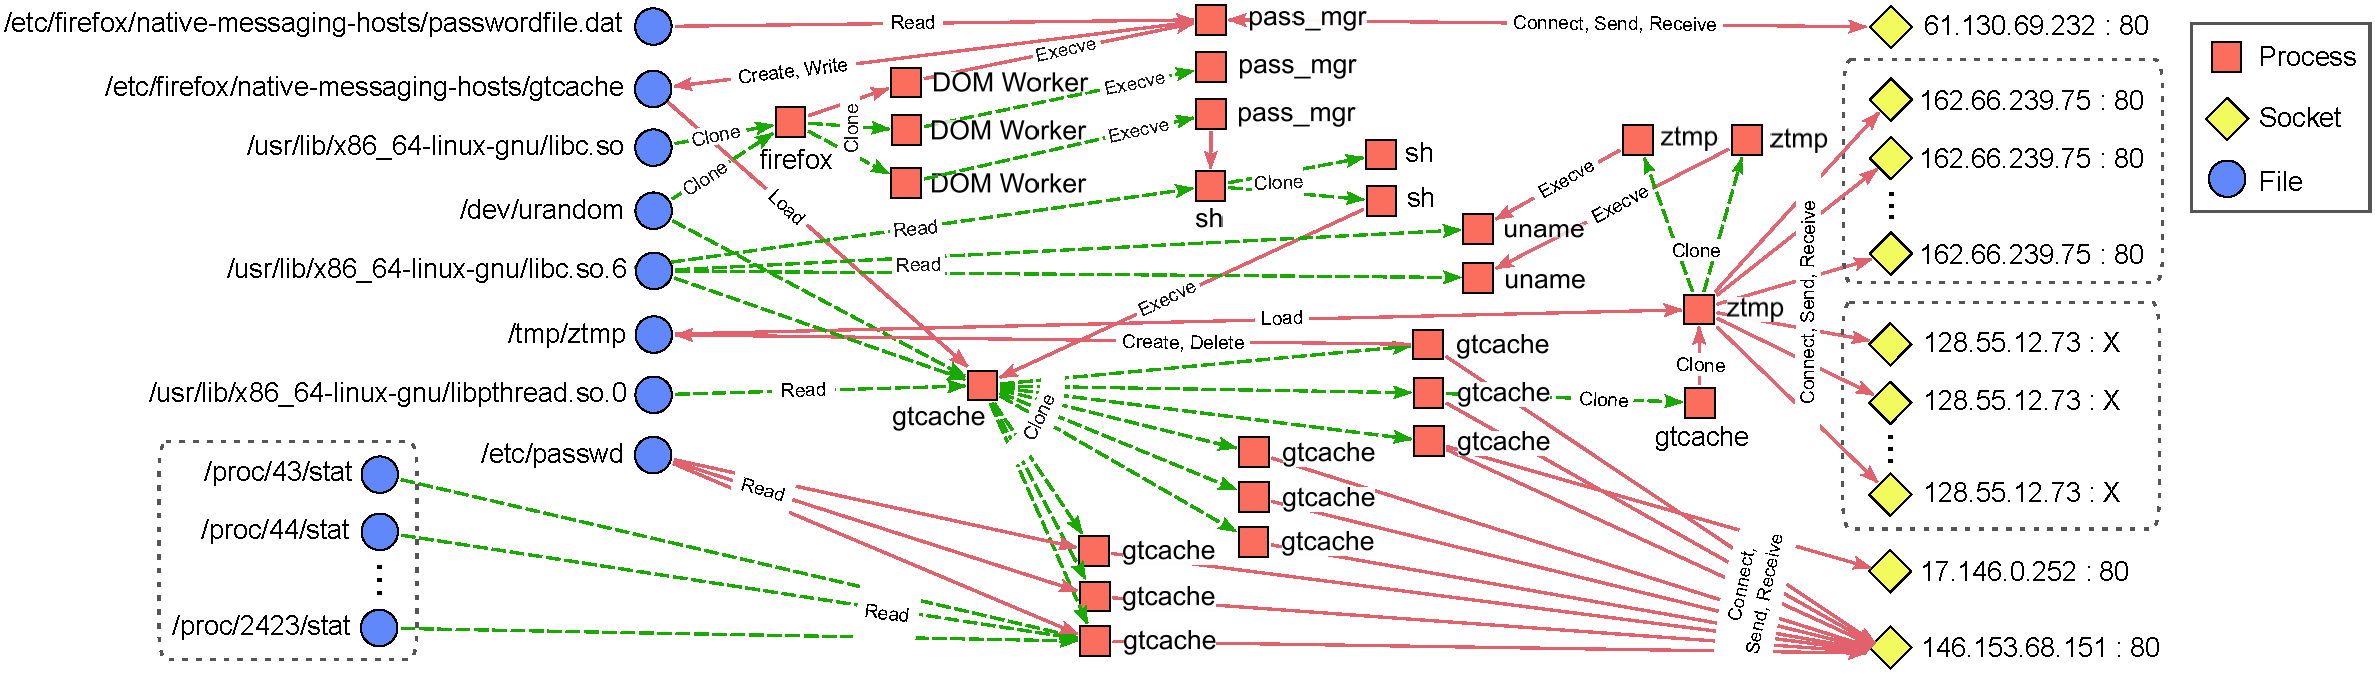 /etc/firefox/native-messaging-hosts/passwordfile.dat
Read
pass_mgr
Connect, Send, Receive
61.130.69.232 : 80
Process
Socket
File
/etc/firefox/native-messaging-hosts/gtcache
Create, Write
Execve
DOM Worker
Execve
pass_mgr
162.66.239.75 : 80
/usr/lib/x86_64-linux-gnu/libc.so
Clone
firefox
Clone
DOM Worker
Execve
pass_mgr
sh
ztmp
ztmp
162.66.239.75 : 80
/dev/urandom
Clone
Load
DOM Worker
sh
Clone
sh
Execve
Execve
Connect, Send, Receive
/usr/lib/x86_64-linux-gnu/libc.so.6
Read
Read
uname
uname
Clone
162.66.239.75 : 80
Execve
/tmp/ztmp
Load
Create, Delete
ztmp
128.55.12.73 : X
gtcache
Clone
/usr/lib/x86_64-linux-gnu/libpthread.so.0
Read
gtcache
Clone
gtcache
Clone
gtcache
128.55.12.73 : X
/etc/passwd
Read
gtcache
gtcache
/proc/43/stat
gtcache
128.55.12.73 : X
/proc/44/stat
gtcache
gtcache
Connect,
Send, Receive
17.146.0.252 : 80
/proc/2423/stat
Read
gtcache
gtcache
146.153.68.151 : 80